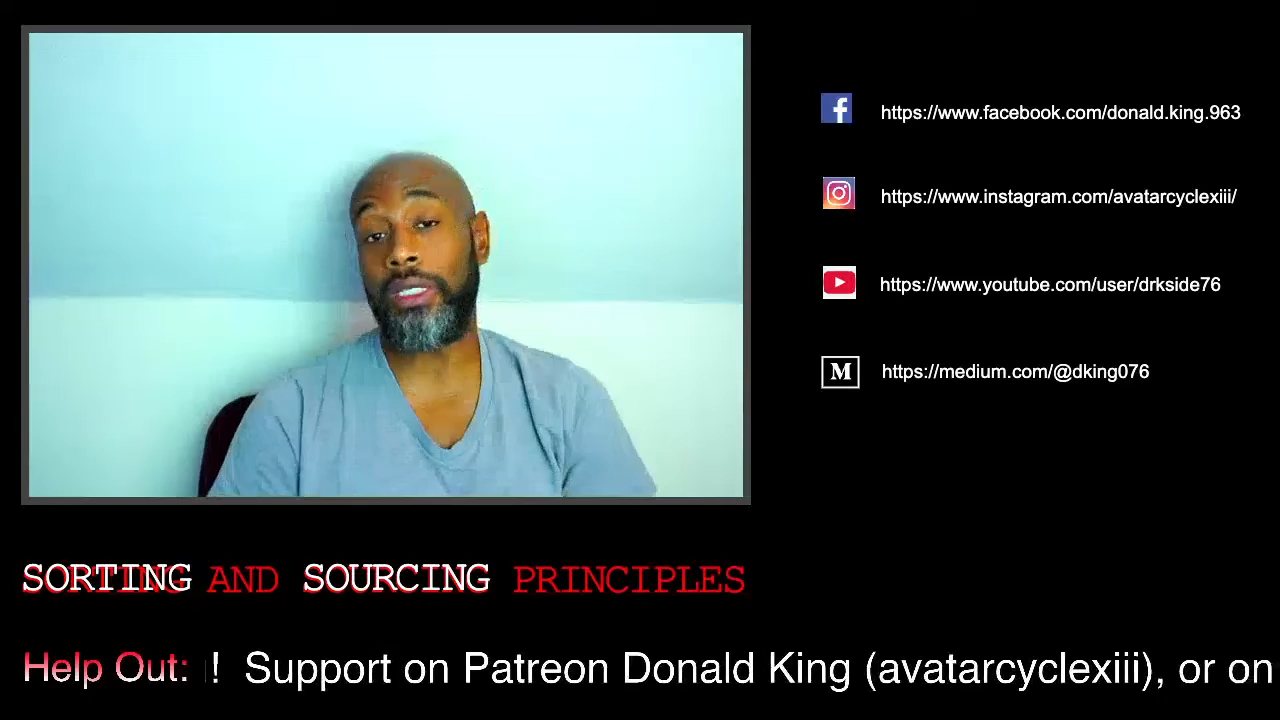 https://www.facebook.com/donald.king.963
https://www.instagram.com/avatarcyclexiii/
https://www.youtube.com/user/drkside76
M https://medium.com/@dking076
SORTING AND SOURCING PRINCIPLES
Help Out: ! Support on Patreon Donald King (avatarcyclexiii), or on